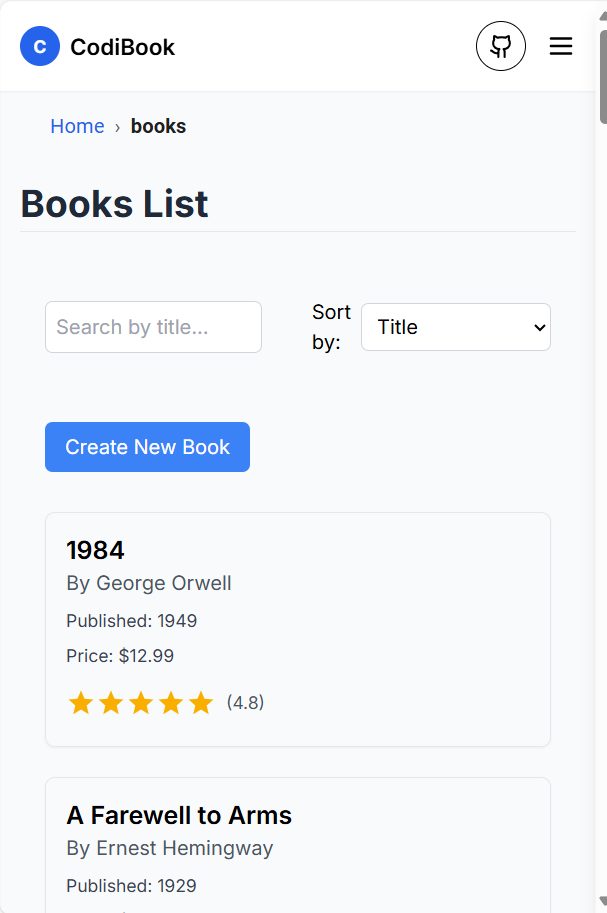 C CodiBook
Home › books
Books List
Search by title...
Sort by:
Title
Create New Book
1984
By George Orwell
Published: 1949
Price: $12.99
(4.8)
A Farewell to Arms
By Ernest Hemingway
Published: 1929